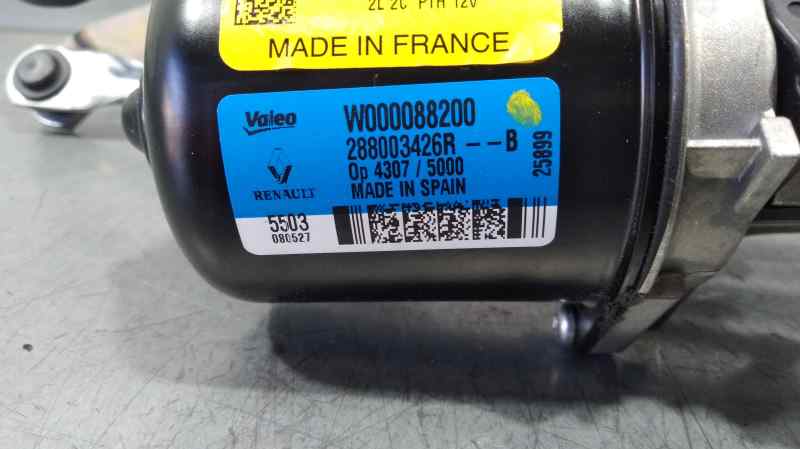 2L 2C PTH 12V
MADE IN FRANCE
Valeo
W000088200
288003426R -- B
Op 4307 / 5000
MADE IN SPAIN
25899
RENAULT
5503
080527